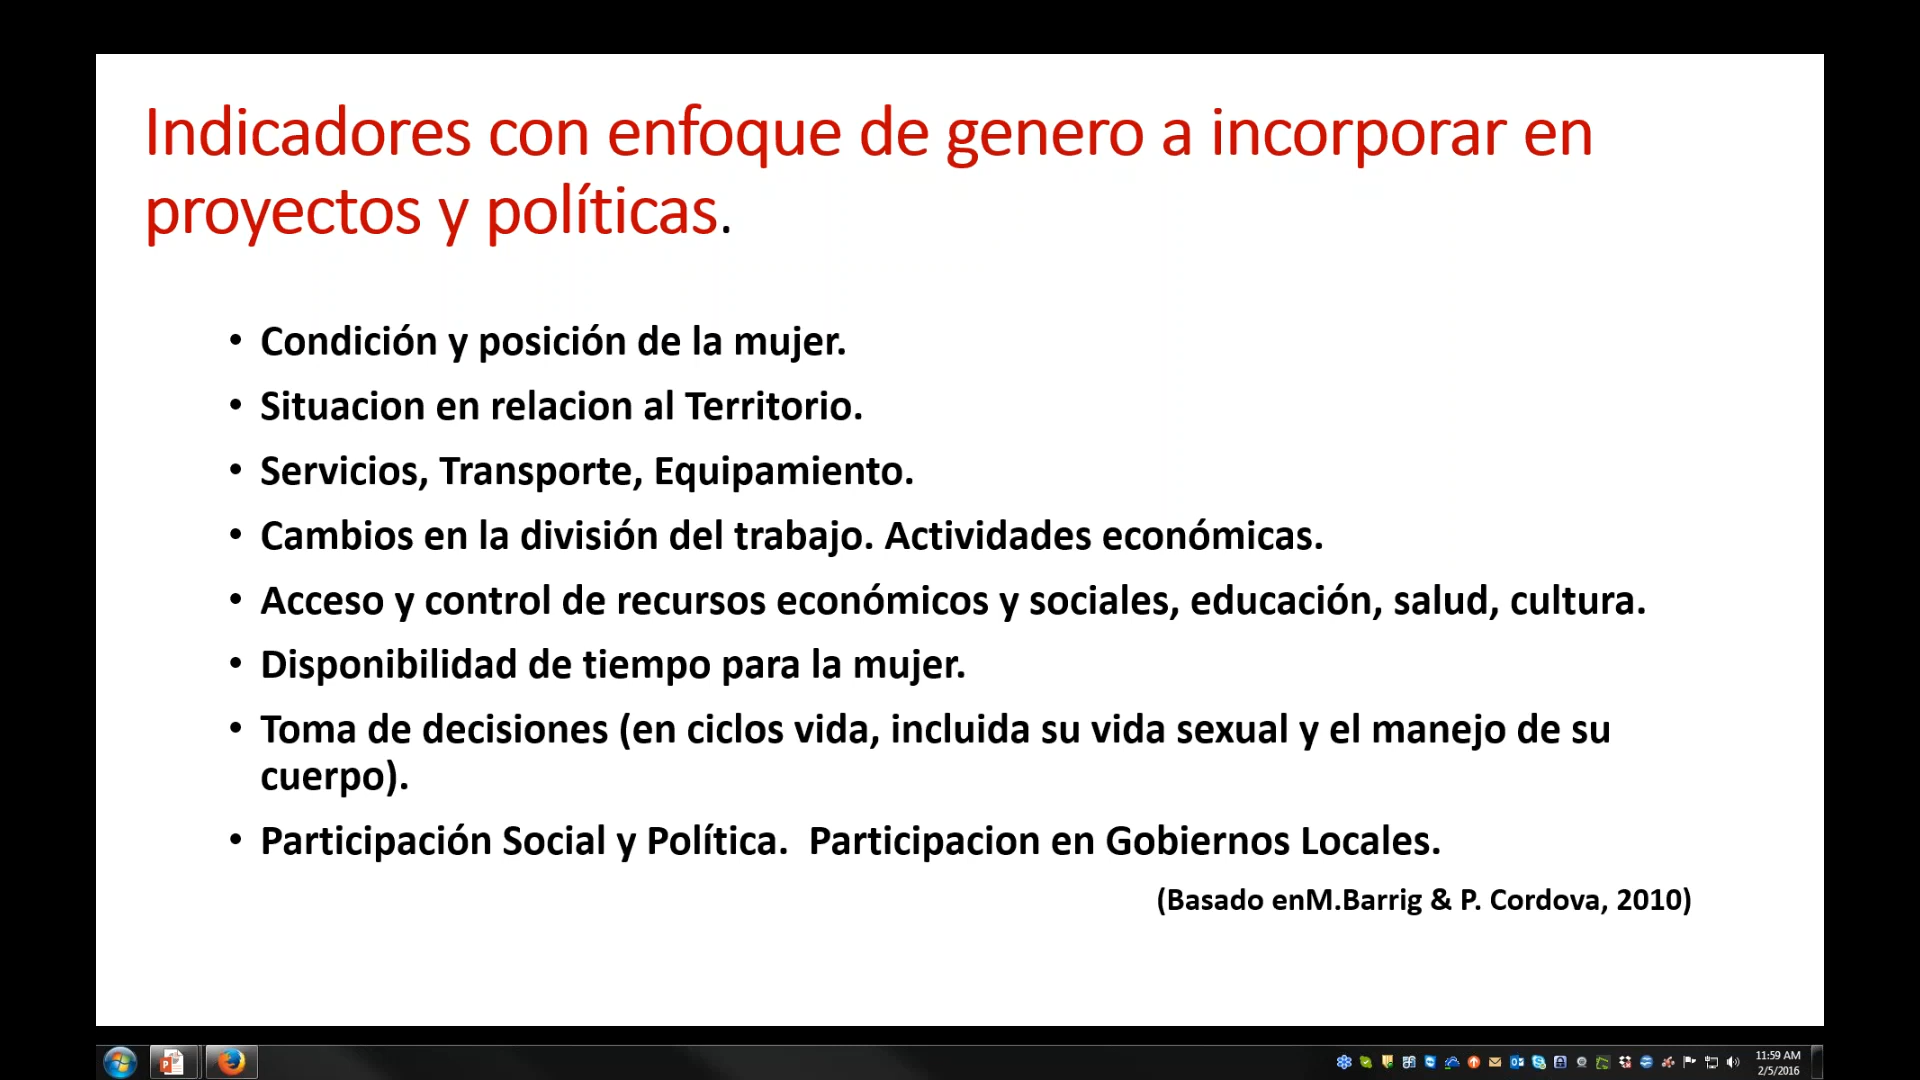 Indicadores con enfoque de genero a incorporar en
proyectos y políticas.
• Condición y posición de la mujer.
• Situacion en relacion al Territorio.
• Servicios, Transporte, Equipamiento.
• Cambios en la división del trabajo. Actividades económicas.
• Acceso y control de recursos económicos y sociales, educación, salud, cultura.
• Disponibilidad de tiempo para la mujer.
• Toma de decisiones (en ciclos vida, incluida su vida sexual y el manejo de su
cuerpo).
• Participación Social y Política.  Participacion en Gobiernos Locales.
(Basado enM.Barrig & P. Cordova, 2010)
11:59 AM
2/5/2016